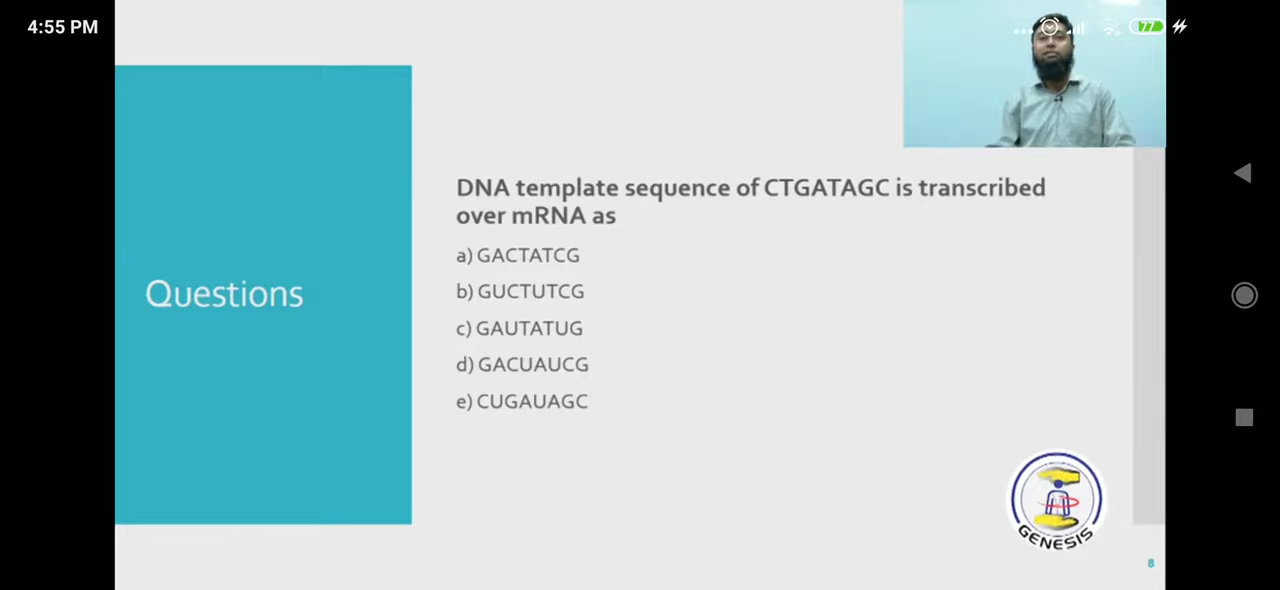 4:55 PM
77
Questions
DNA template sequence of CTGATAGC is transcribed
over mRNA as
a) GACTATCG
b) GUCTUTCG
c) GAUTATUG
d) GACUAUCG
e) CUGAUAGC
GENESIS
8